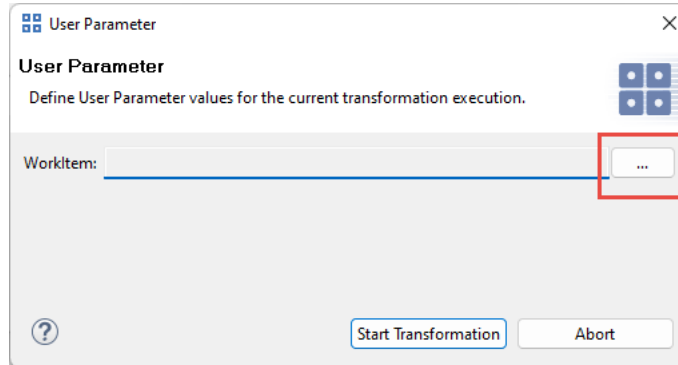 User Parameter
User Parameter
Define User Parameter values for the current transformation execution.
WorkItem:
...
?
Start Transformation
Abort